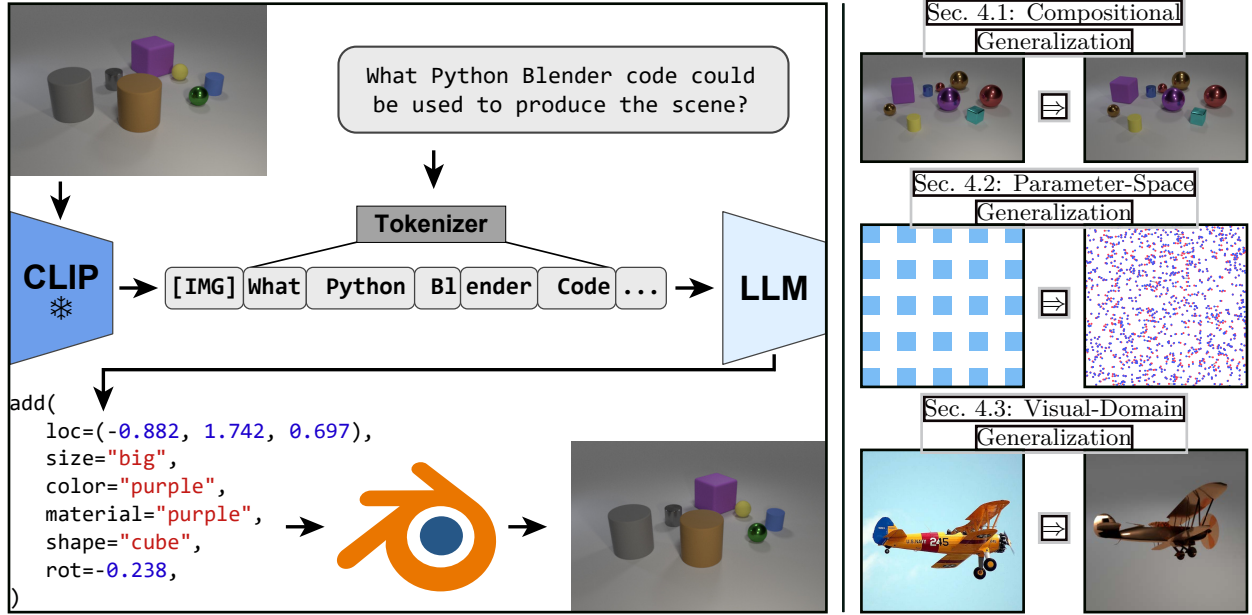 What Python Blender code could
be used to produce the scene?
Tokenizer
CLIP
[IMG] What Python Bl ender Code ...
LLM
add(
loc=(-0.882, 1.742, 0.697),
size="big",
color="purple",
material="purple",
shape="cube",
rot=-0.238,
)
Sec. 4.1: Compositional
Generalization
Sec. 4.2: Parameter-Space
Generalization
Sec. 4.3: Visual-Domain
Generalization
245